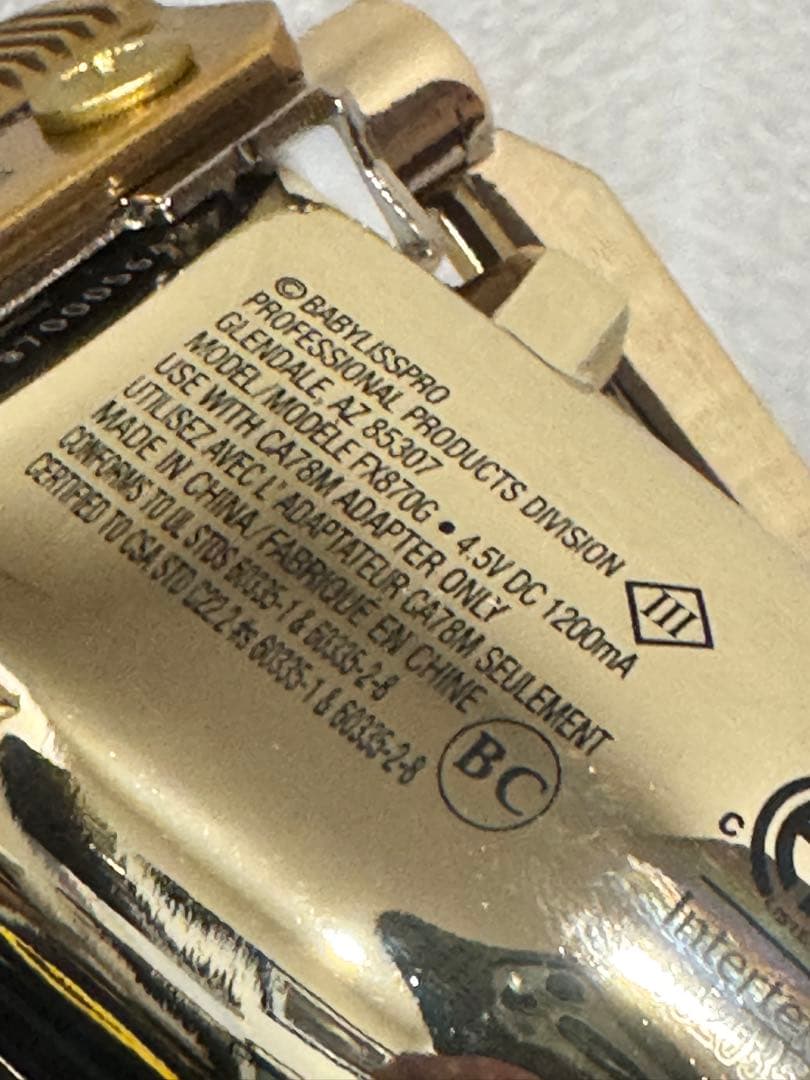 © BABYLISSPRO
PROFESSIONAL PRODUCTS DIVISION
GLENDALE, AZ 85307
MODEL/MODÈLE FX870G • 4.5V DC 1200mA
USE WITH CA78M ADAPTER ONLY
UTILISEZ AVEC L'ADAPTATEUR CA78M SEULEMENT
MADE IN CHINA/FABRIQUE EN CHINE
CONFORMS TO UL STDS 60335-1 & 60335-2-8
CERTIFIED TO CSA STD C22.2 #s 60335-1 & 60335-2-8
III
BC
C